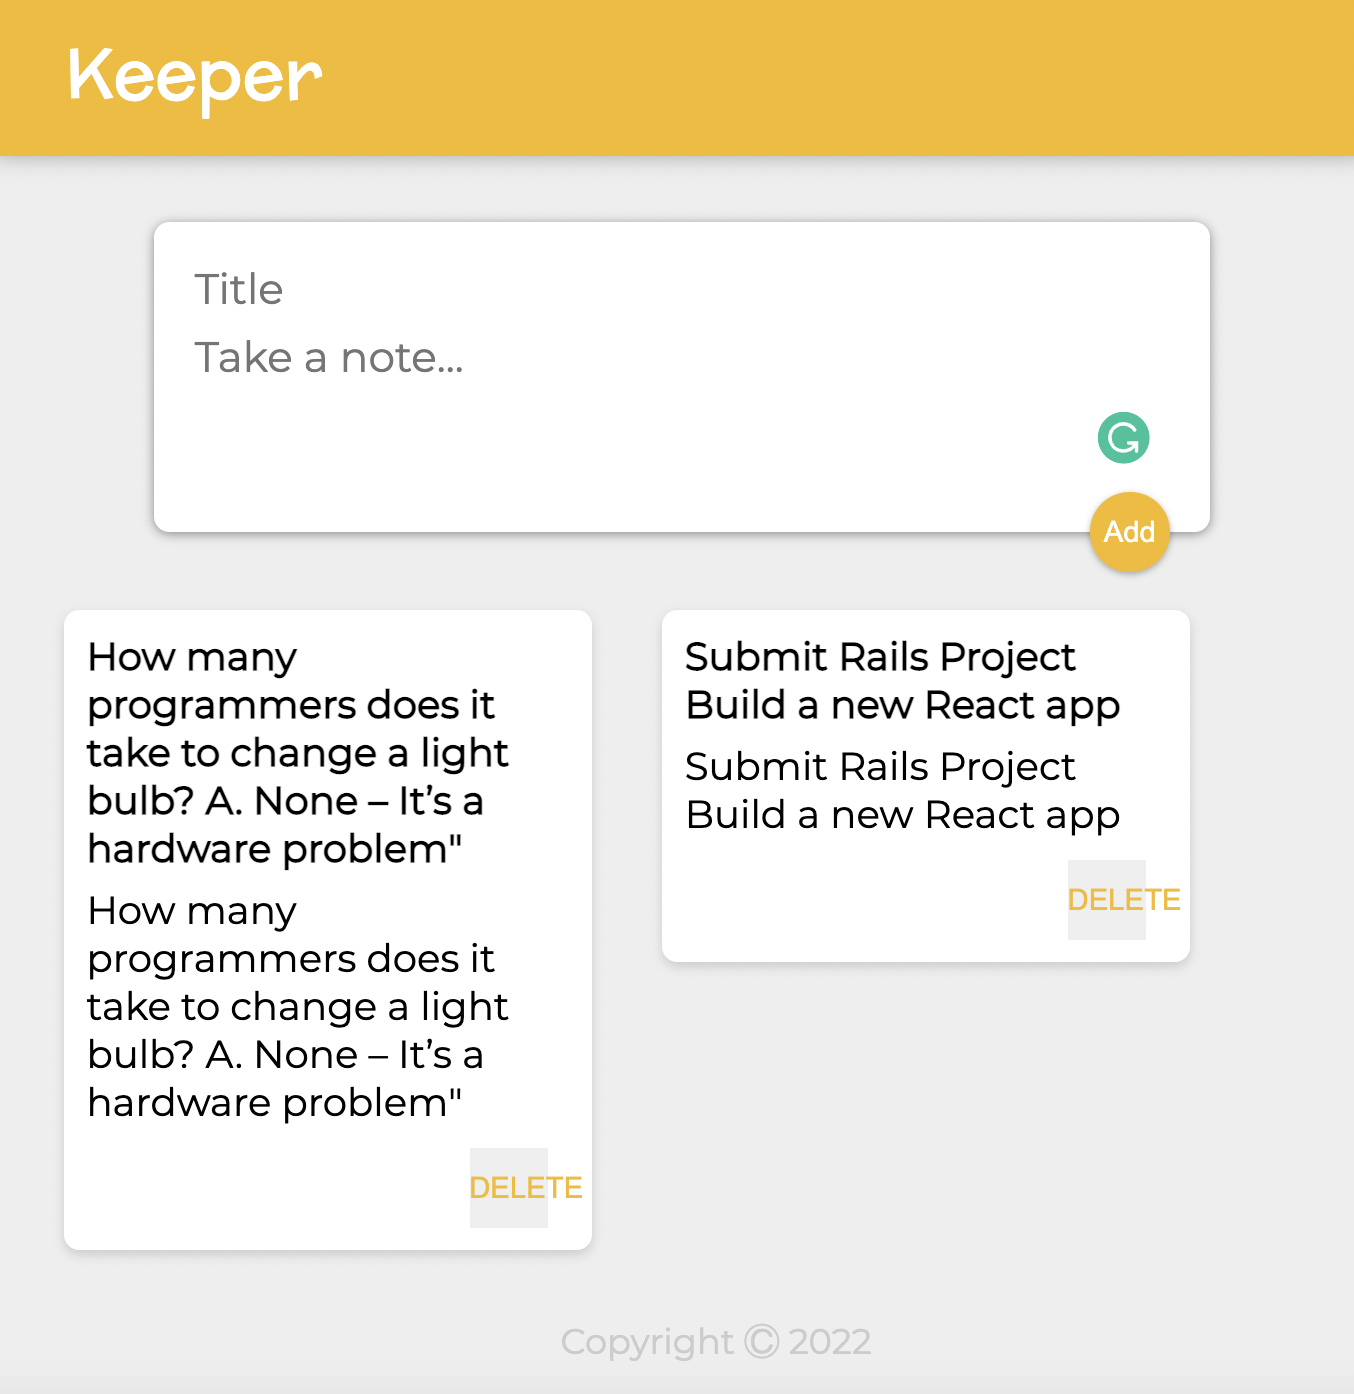 Keeper
Title
Take a note...
Add
How many
programmers does it
take to change a light
bulb? A. None – It’s a
hardware problem"
How many
programmers does it
take to change a light
bulb? A. None – It’s a
hardware problem"
DELETE
Submit Rails Project
Build a new React app
Submit Rails Project
Build a new React app
DELETE
Copyright © 2022